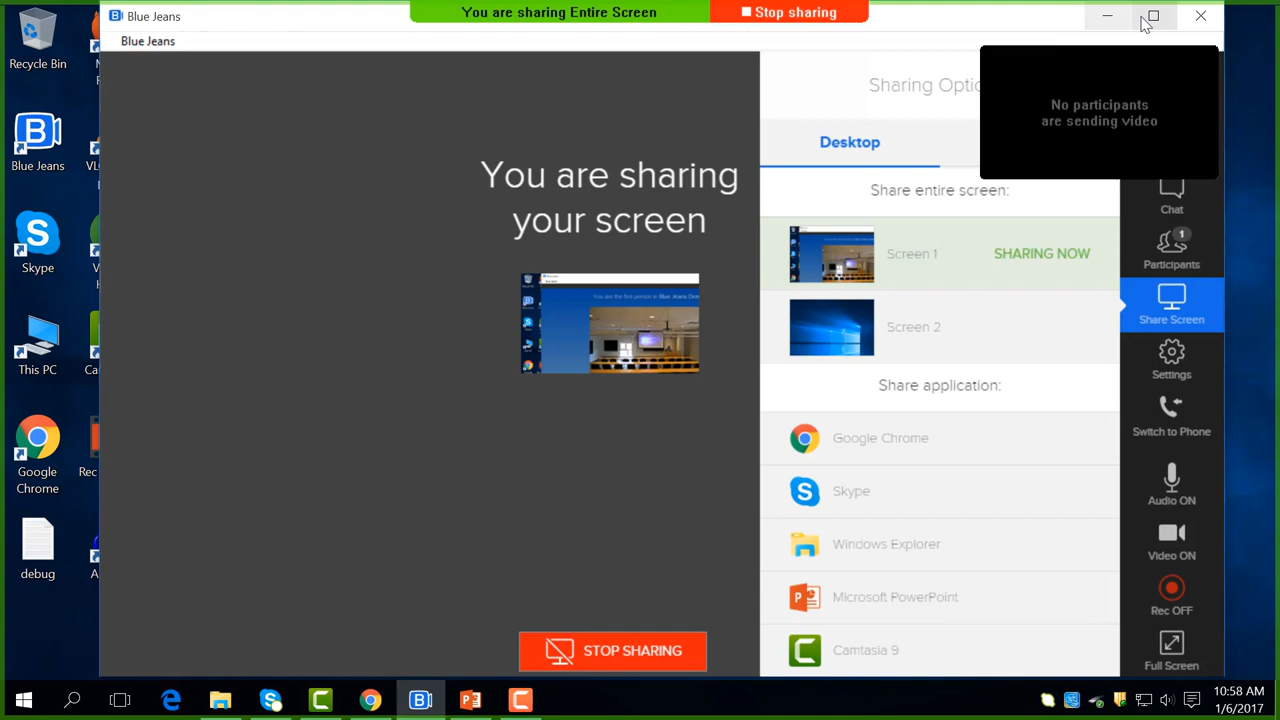 Blue Jeans
You are sharing Entire Screen
Stop sharing
Blue Jeans
Recycle Bin
Blue Jeans
Skype
This PC
Google
Chrome
Rec
debug
You are sharing
your screen
STOP SHARING
Desktop
Share entire screen:
Screen 1
SHARING NOW
Screen 2
Share application:
Google Chrome
Skype
Windows Explorer
Microsoft PowerPoint
Camtasia 9
No participants
are sending video
Chat
1
Participants
Share Screen
Settings
Switch to Phone
Audio ON
Video ON
Rec OFF
Full Screen
10:58 AM
1/6/2017